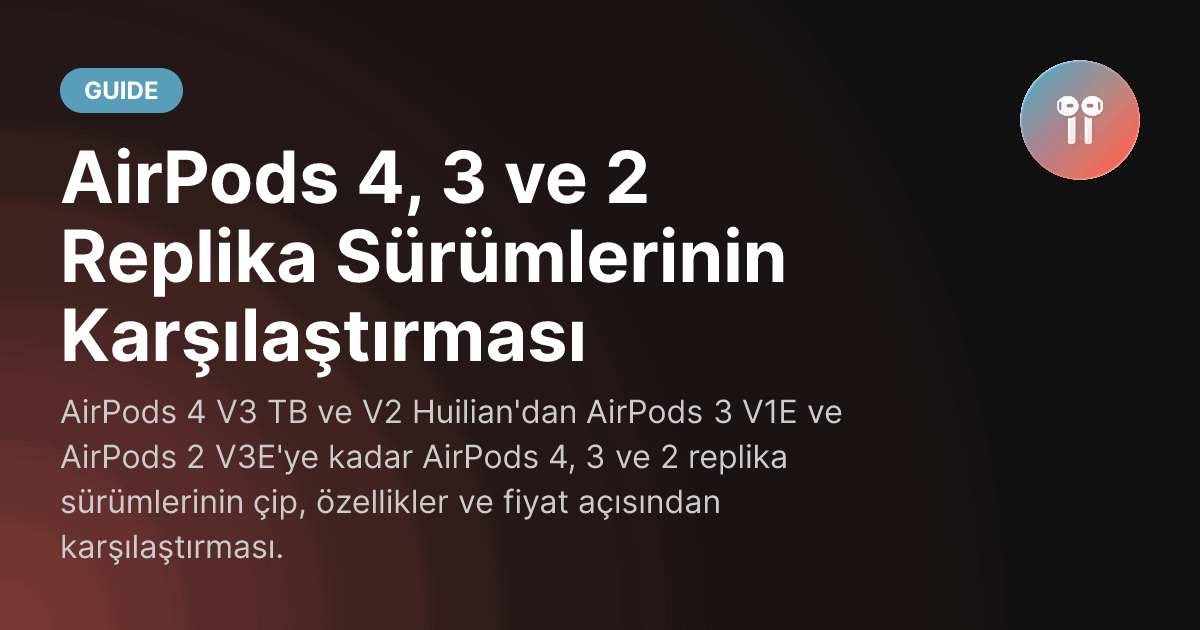 GUIDE
AirPods 4, 3 ve 2
Replika Sürümlerinin
Karşılaştırması
AirPods 4 V3 TB ve V2 Huilian'dan AirPods 3 V1E ve
AirPods 2 V3E'ye kadar AirPods 4, 3 ve 2 replika
sürümlerinin çip, özellikler ve fiyat açısından
karşılaştırması.